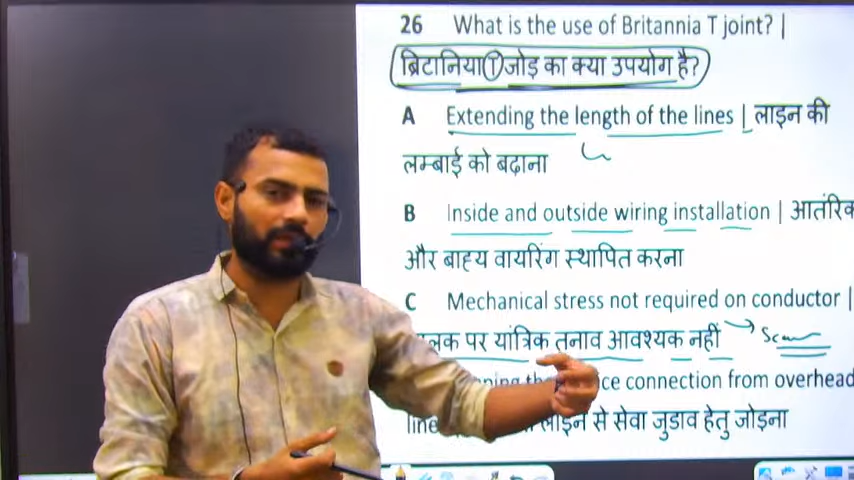 26 What is the use of Britannia T joint? |
ब्रिटानिया T जोड़ का क्या उपयोग है?
A Extending the length of the lines | लाइन की
लम्बाई को बढ़ाना
B Inside and outside wiring installation | आतंरिक
और बाह्य वायरिंग स्थापित करना
C Mechanical stress not required on conductor |
पर यांत्रिक तनाव आवश्यक नही
connection from overhead
लाइन से सेवा जुडाव हेतु जोड़ना